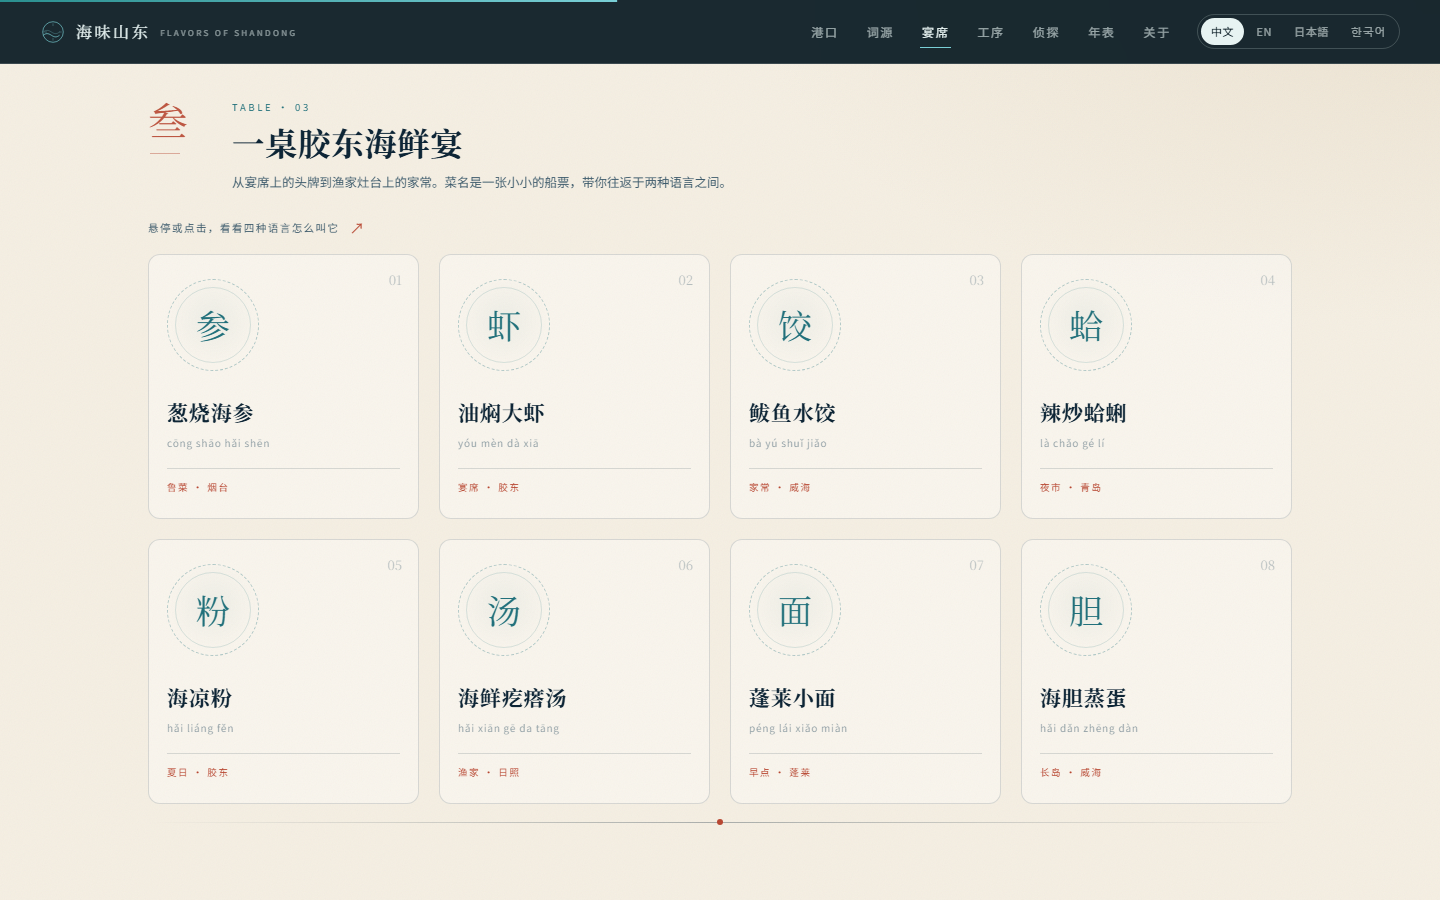 海味山东 FLAVORS OF SHANDONG
港口 词源 宴席 工序 侦探 年表 关于 中文 EN 日本語 한국어
叁
TABLE · 03
一桌胶东海鲜宴
从宴席上的头牌到渔家灶台上的家常。菜名是一张小小的船票，带你往返于两种语言之间。
悬停或点击，看看四种语言怎么叫它 ↗
01
参
葱烧海参
cōng shāo hǎi shēn
鲁菜 · 烟台
02
虾
油焖大虾
yóu mèn dà xiā
宴席 · 胶东
03
饺
鲅鱼水饺
bà yú shuǐ jiǎo
家常 · 威海
04
蛤
辣炒蛤蜊
là chǎo gé lí
夜市 · 青岛
05
粉
海凉粉
hǎi liáng fěn
夏日 · 胶东
06
汤
海鲜疙瘩汤
hǎi xiān gē da tāng
渔家 · 日照
07
面
蓬莱小面
péng lái xiǎo miàn
早点 · 蓬莱
08
胆
海胆蒸蛋
hǎi dǎn zhēng dàn
长岛 · 威海